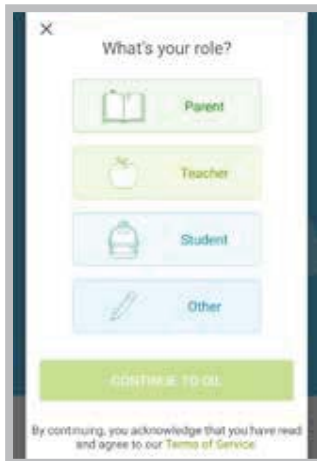 ×
What's your role?
Parent
Teacher
Student
Other
CONTINUE TO OIL
By continuing, you acknowledge that you have read
and agree to our Terms of Service